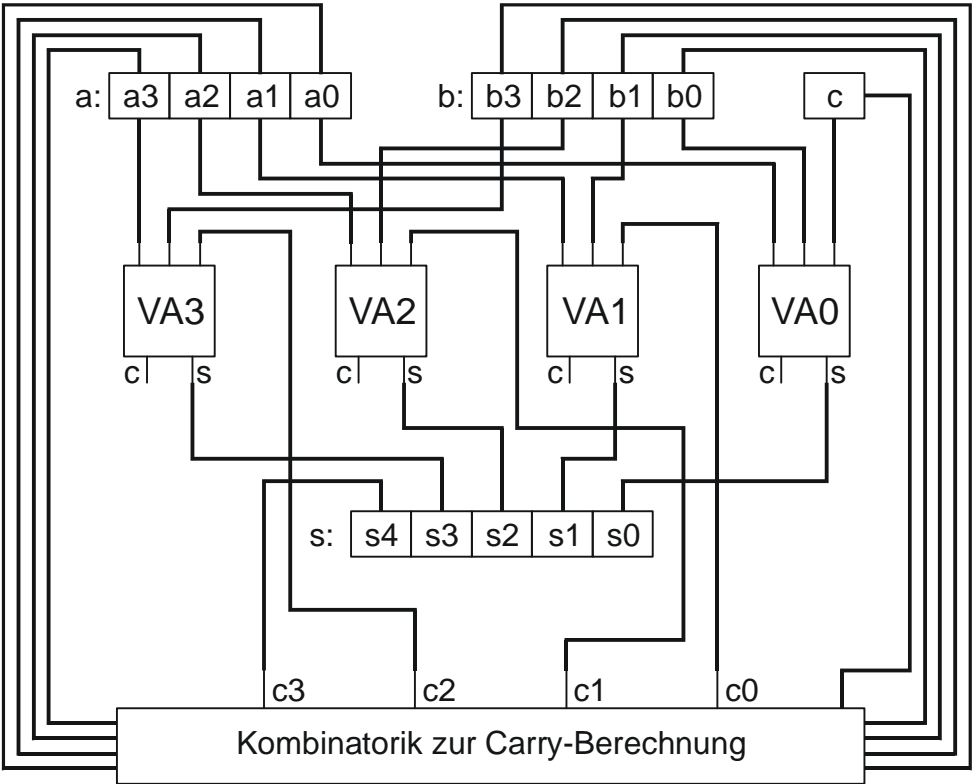 a: a3 a2 a1 a0 b: b3 b2 b1 b0 c
VA3 VA2 VA1 VA0
c s c s c s c s
s: s4 s3 s2 s1 s0
c3 c2 c1 c0
Kombinatorik zur Carry-Berechnung